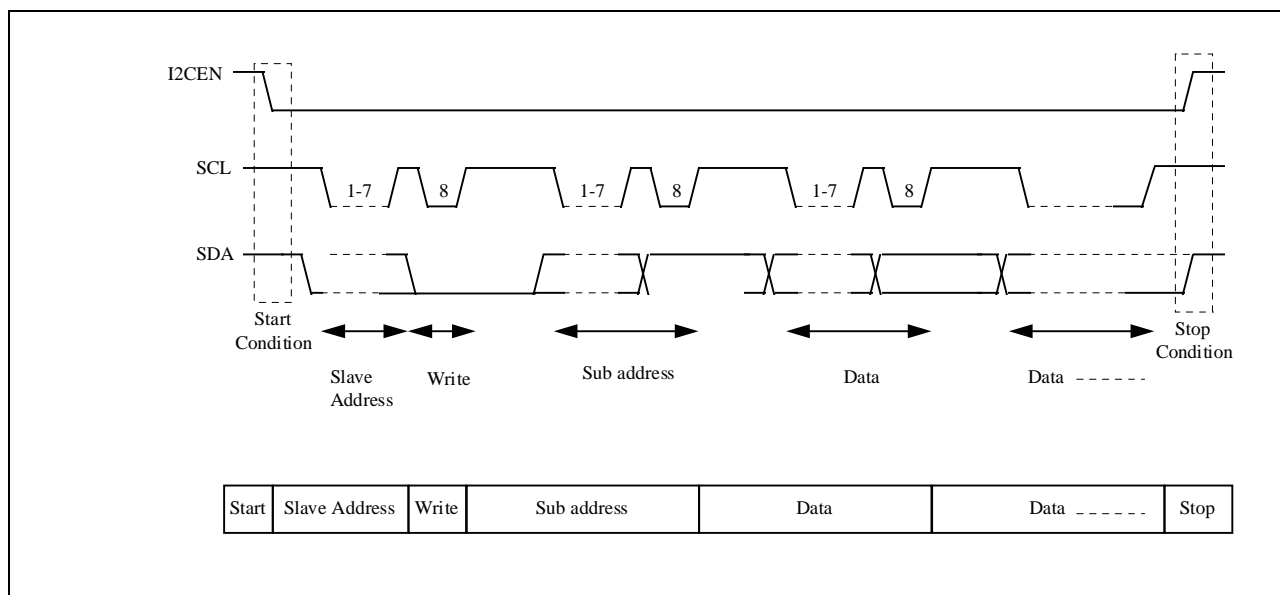 I2CEN
SCL
1-7
8
1-7
8
1-7
8
SDA
Start
Condition
Stop
Condition
Slave
Address
Write
Sub address
Data
Data
Start
Slave Address
Write
Sub address
Data
Data
Stop